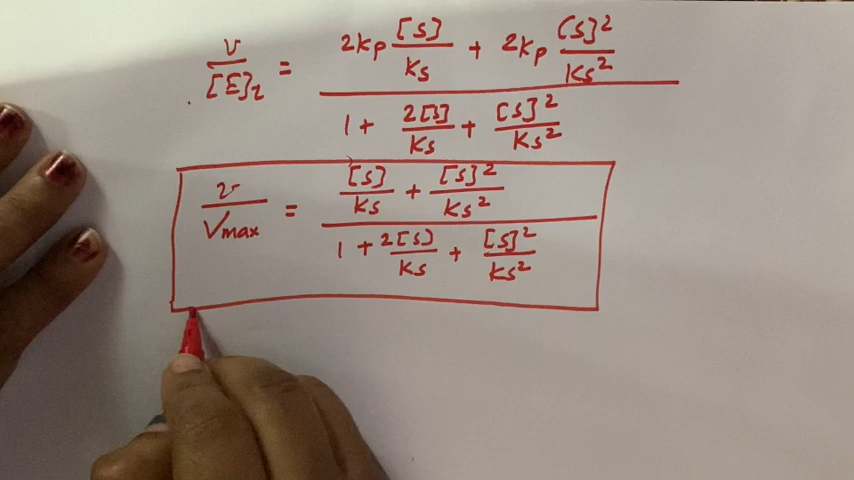 v/[E]t = (2kp [S]/Ks + 2kp [S]²/Ks²) / (1 + 2[S]/Ks + [S]²/Ks²)
v/Vmax = ([S]/Ks + [S]²/Ks²) / (1 + 2[S]/Ks + [S]²/Ks²)